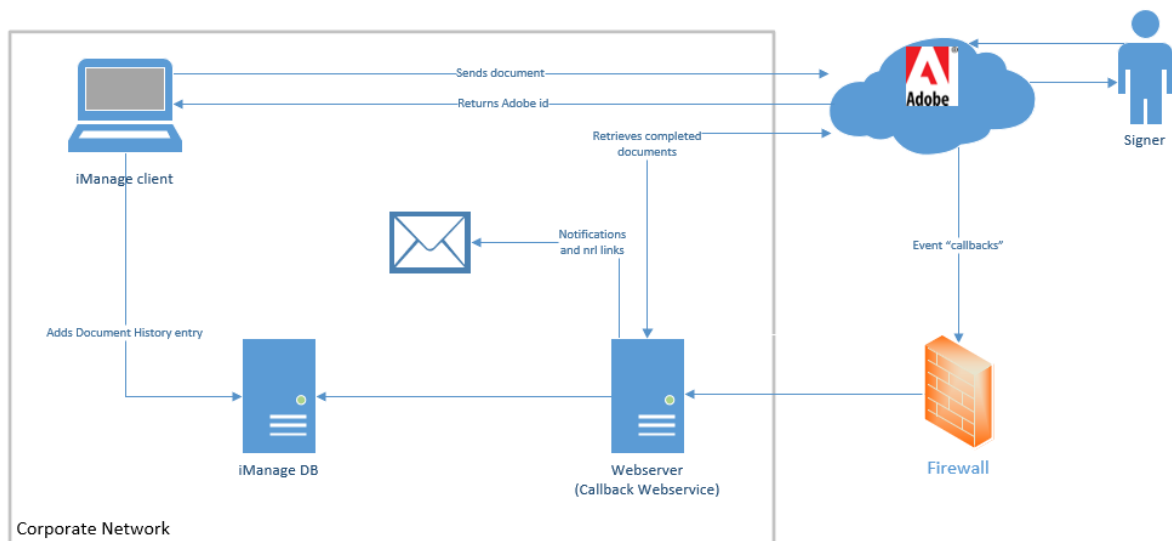 Sends document
Returns Adobe id
Adobe
®
Retrieves completed
documents
Signer
iManage client
Notifications
and nrl links
Event “callbacks”
Adds Document History entry
iManage DB
Webserver
(Callback Webservice)
Firewall
Corporate Network